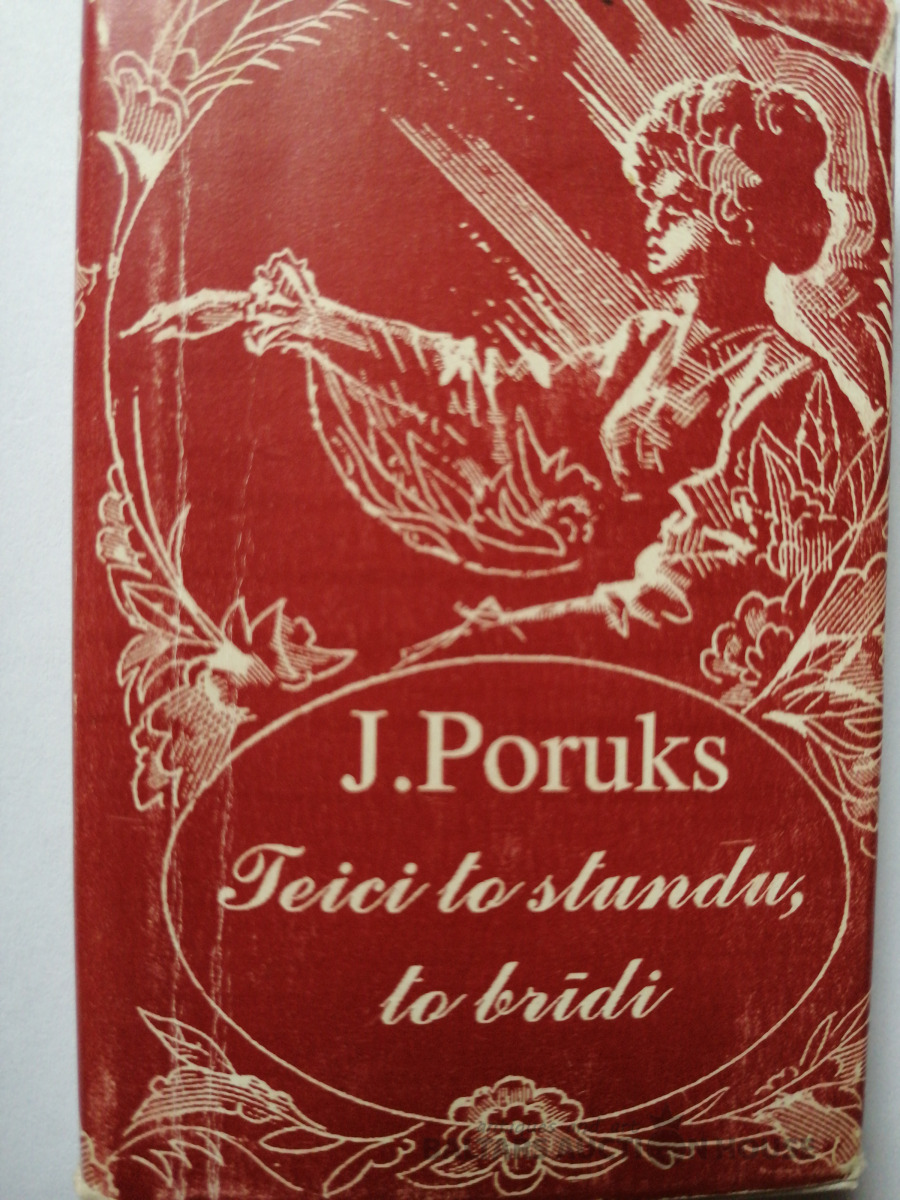 J.Poruks
Teici to stundu,
to brīdi